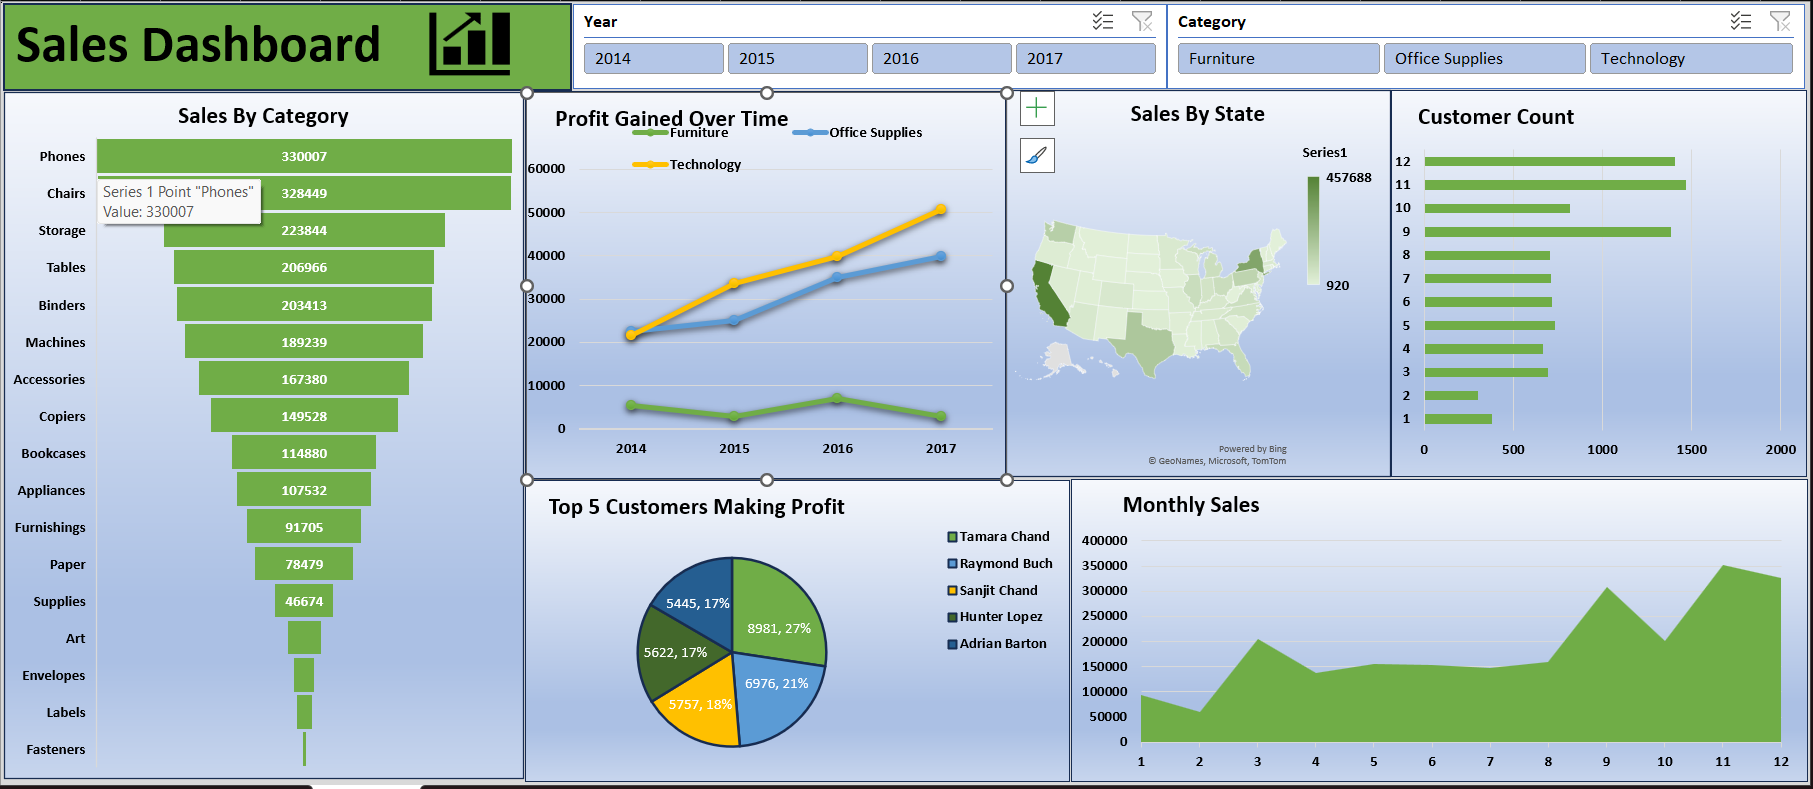 Sales Dashboard
Year
2014
2015
2016
2017
Category
Furniture
Office Supplies
Technology
Sales By Category
Phones
330007
Chairs
328449
Series 1 Point "Phones"
Value: 330007
Storage
223844
Tables
206966
Binders
203413
Machines
189239
Accessories
167380
Copiers
149528
Bookcases
114880
Appliances
107532
Furnishings
91705
Paper
78479
Supplies
46674
Art
Envelopes
Labels
Fasteners
Profit Gained Over Time
Furniture
Office Supplies
Technology
60000
50000
40000
30000
20000
10000
0
2014
2015
2016
2017
Sales By State
Series1
457688
920
Powered by Bing
© GeoNames, Microsoft, TomTom
Customer Count
12
11
10
9
8
7
6
5
4
3
2
1
0
500
1000
1500
2000
Top 5 Customers Making Profit
Tamara Chand
Raymond Buch
Sanjit Chand
Hunter Lopez
Adrian Barton
5445, 17%
8981, 27%
5622, 17%
6976, 21%
5757, 18%
Monthly Sales
400000
350000
300000
250000
200000
150000
100000
50000
0
1
2
3
4
5
6
7
8
9
10
11
12